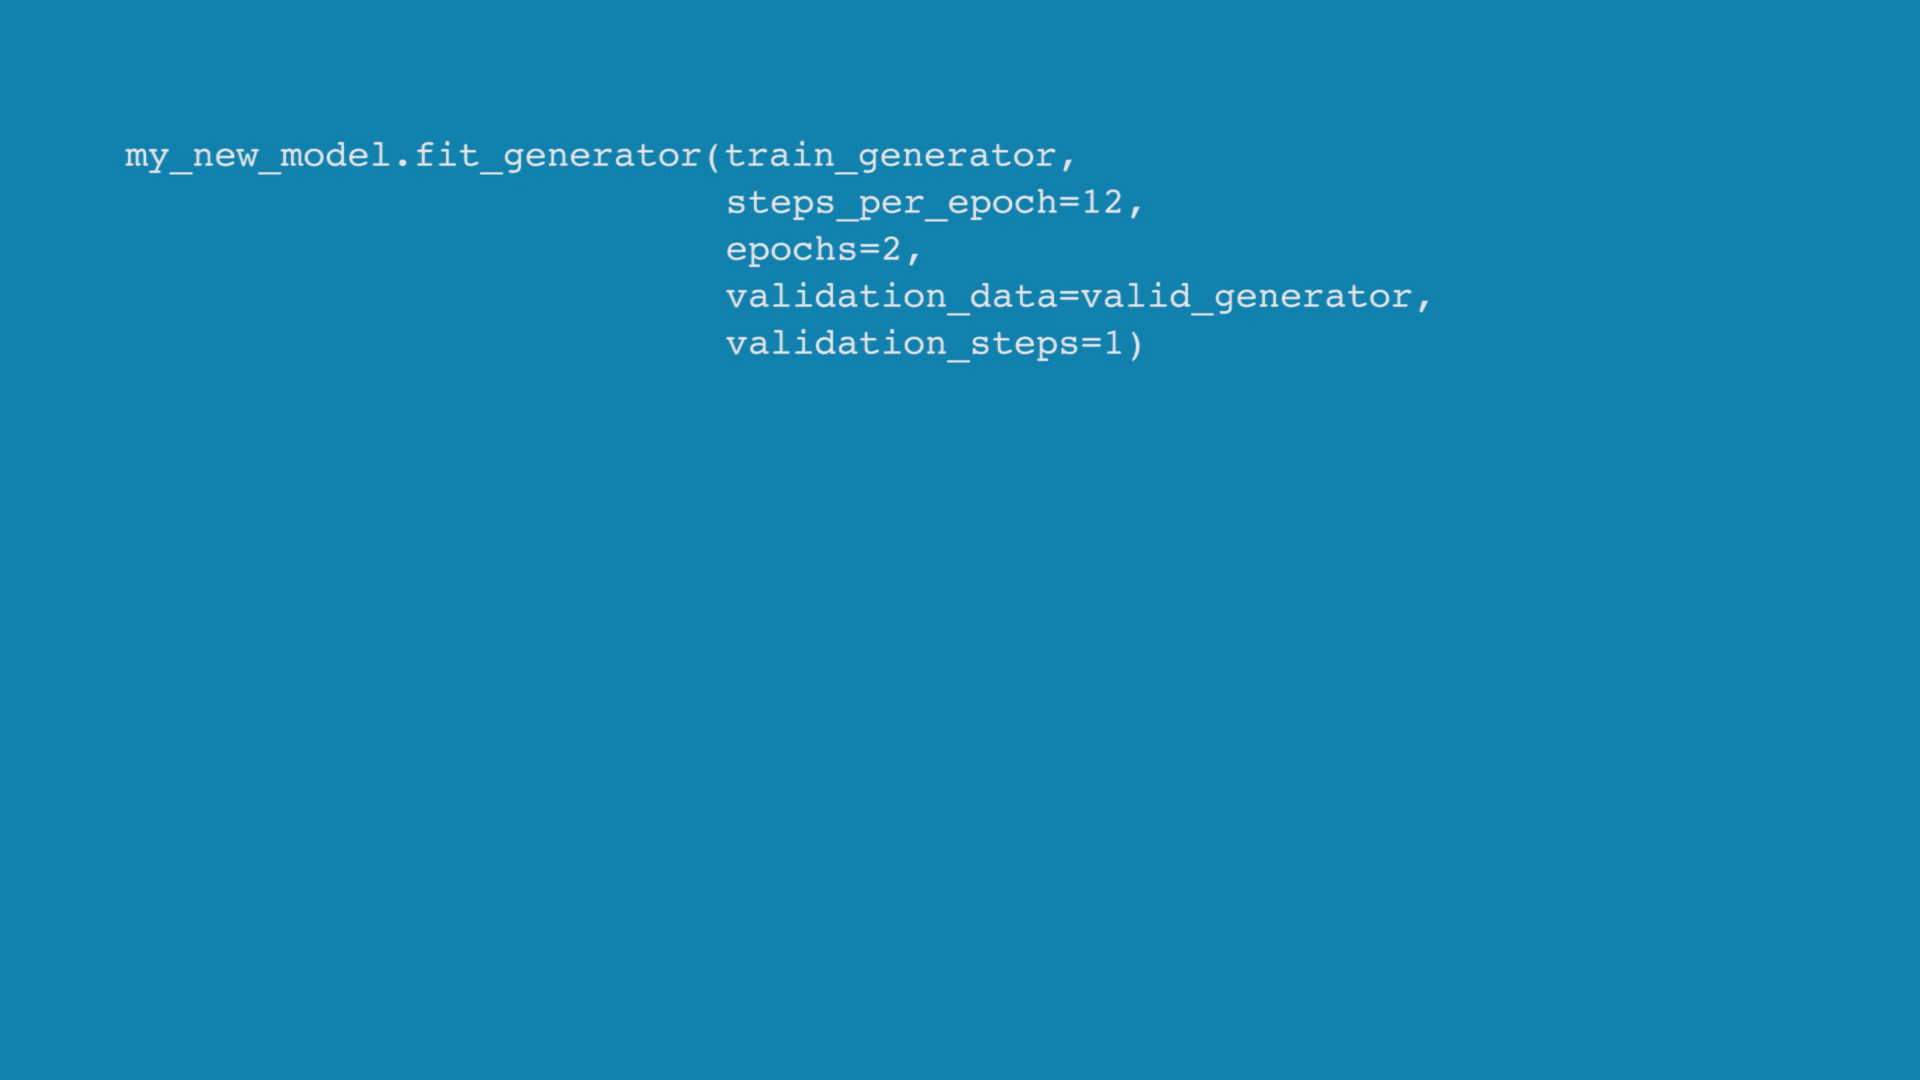 my_new_model.fit_generator(train_generator,
steps_per_epoch=12,
epochs=2,
validation_data=valid_generator,
validation_steps=1)